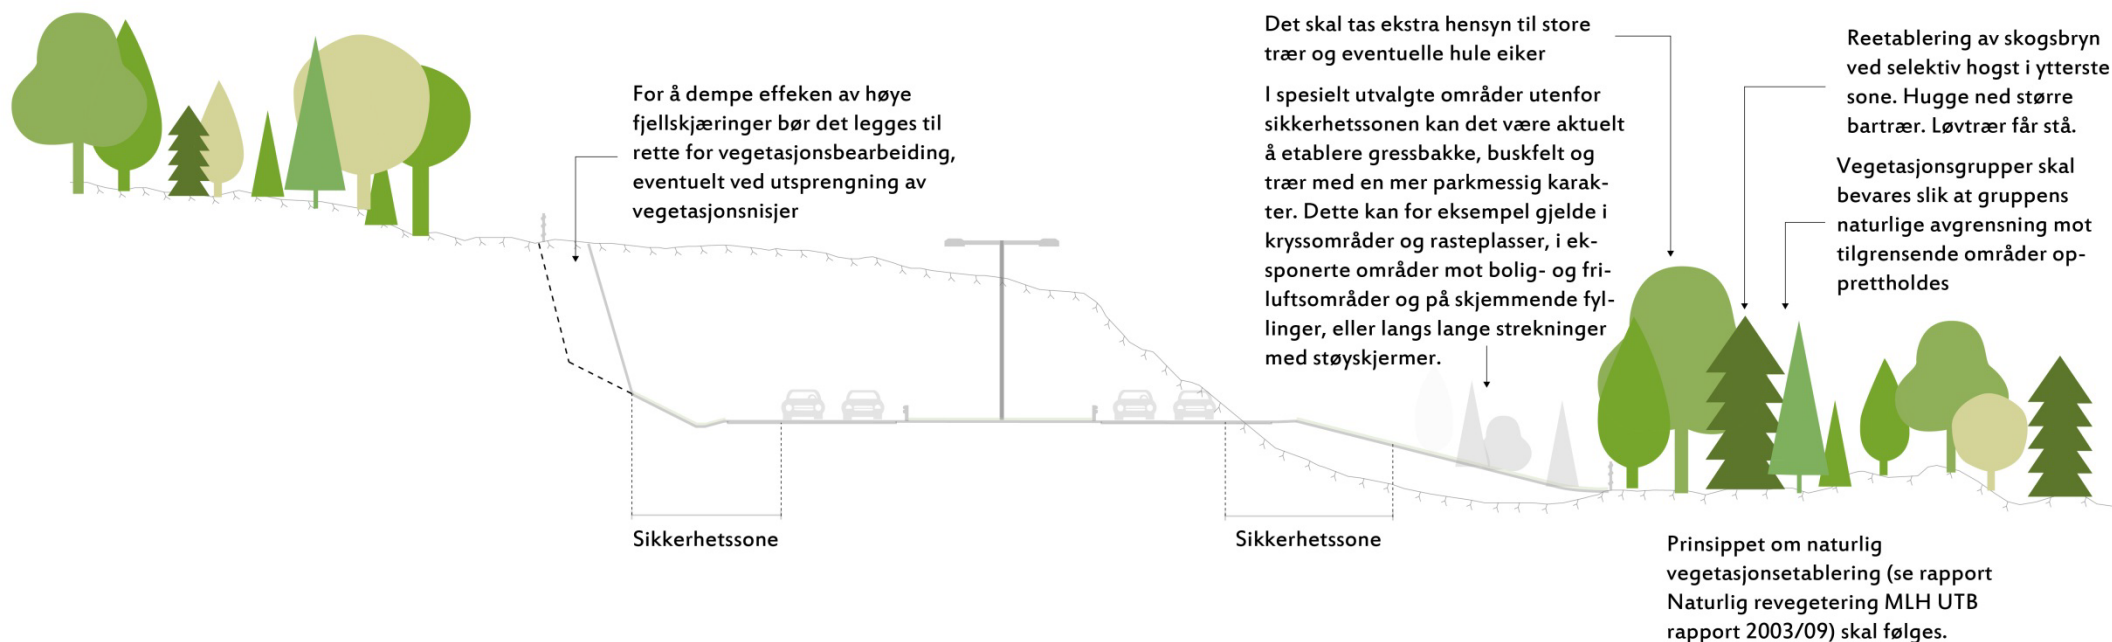 For å dempe effeken av høye
fjellskjæringer bør det legges til
rette for vegetasjonsbearbeiding,
eventuelt ved utsprengning av
vegetasjonsnisjer
Det skal tas ekstra hensyn til store
trær og eventuelle hule eiker
I spesielt utvalgte områder utenfor
sikkerhetssonen kan det være aktuelt
å etablere gressbakke, buskfelt og
trær med en mer parkmessig karak-
ter. Dette kan for eksempel gjelde i
kryssområder og rasteplasser, i ek-
sponerte områder mot bolig- og fri-
luftsområder og på skjemmende fyl-
linger, eller langs lange strekninger
med støyskjermer.
Reetablering av skogsbryn
ved selektiv hogst i ytterste
sone. Hugge ned større
bartrær. Løvtrær får stå.
Vegetasjonsgrupper skal
bevares slik at gruppens
naturlige avgrensning mot
tilgrensende områder op-
prettholdes
Sikkerhetssone
Sikkerhetssone
Prinsippet om naturlig
vegetasjonsetablering (se rapport
Naturlig revegetering MLH UTB
rapport 2003/09) skal følges.